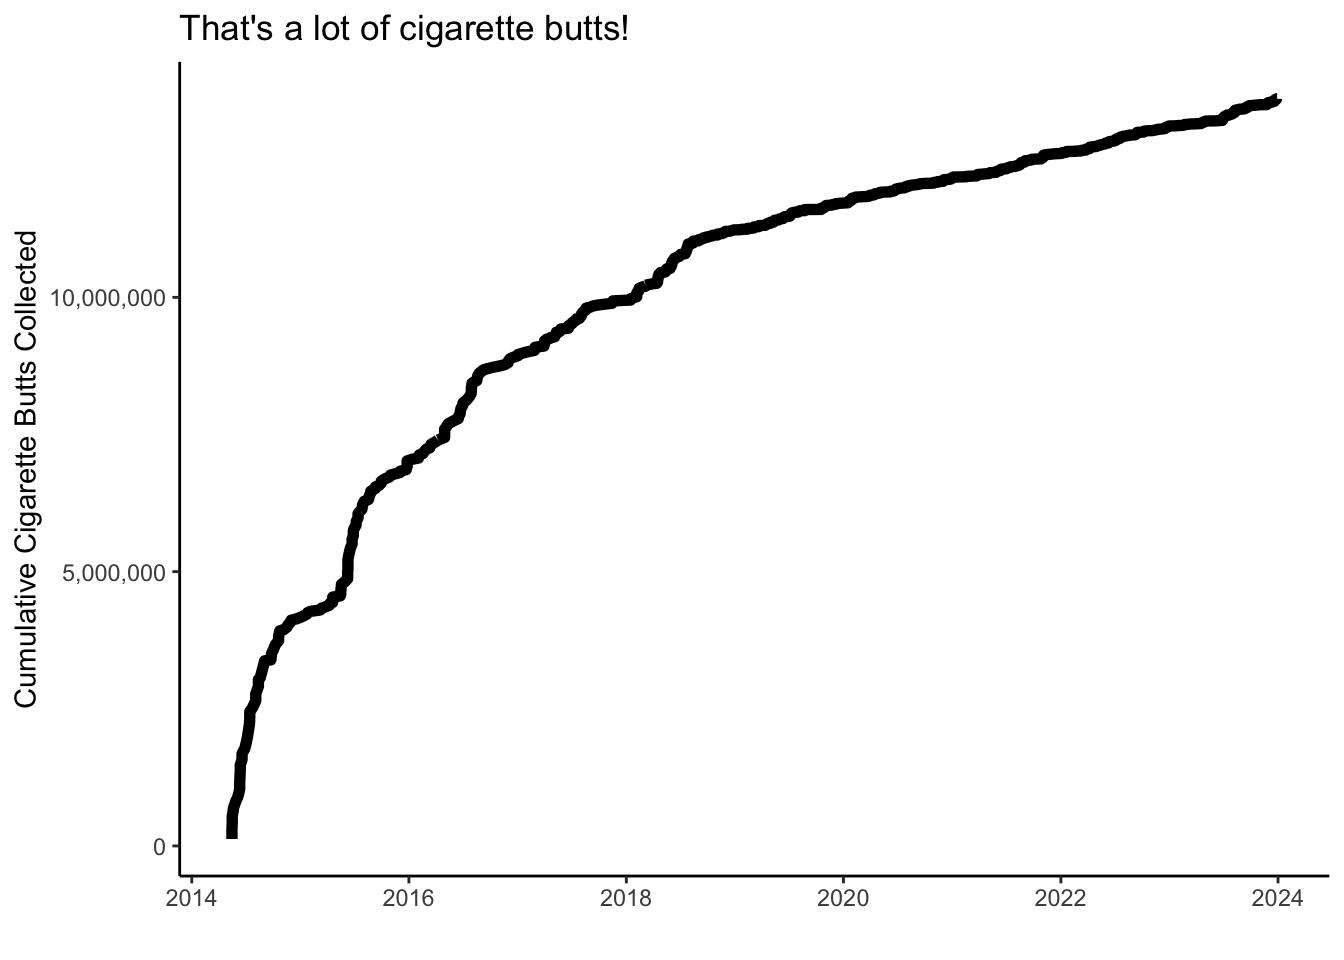 That's a lot of cigarette butts!
Cumulative Cigarette Butts Collected
10,000,000
5,000,000
0
2014 2016 2018 2020 2022 2024